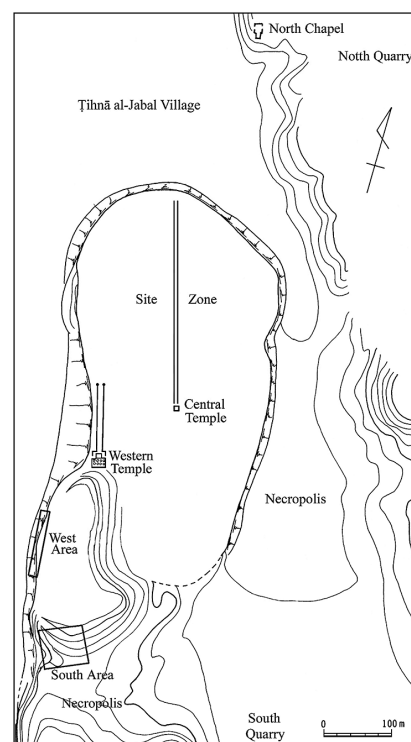 North Chapel
Notth Quarry
Ṭihnā al-Jabal Village
Site Zone
Central
Temple
Western
Temple
Necropolis
West
Area
South Area
Necropolis
South
Quarry
0 100 m